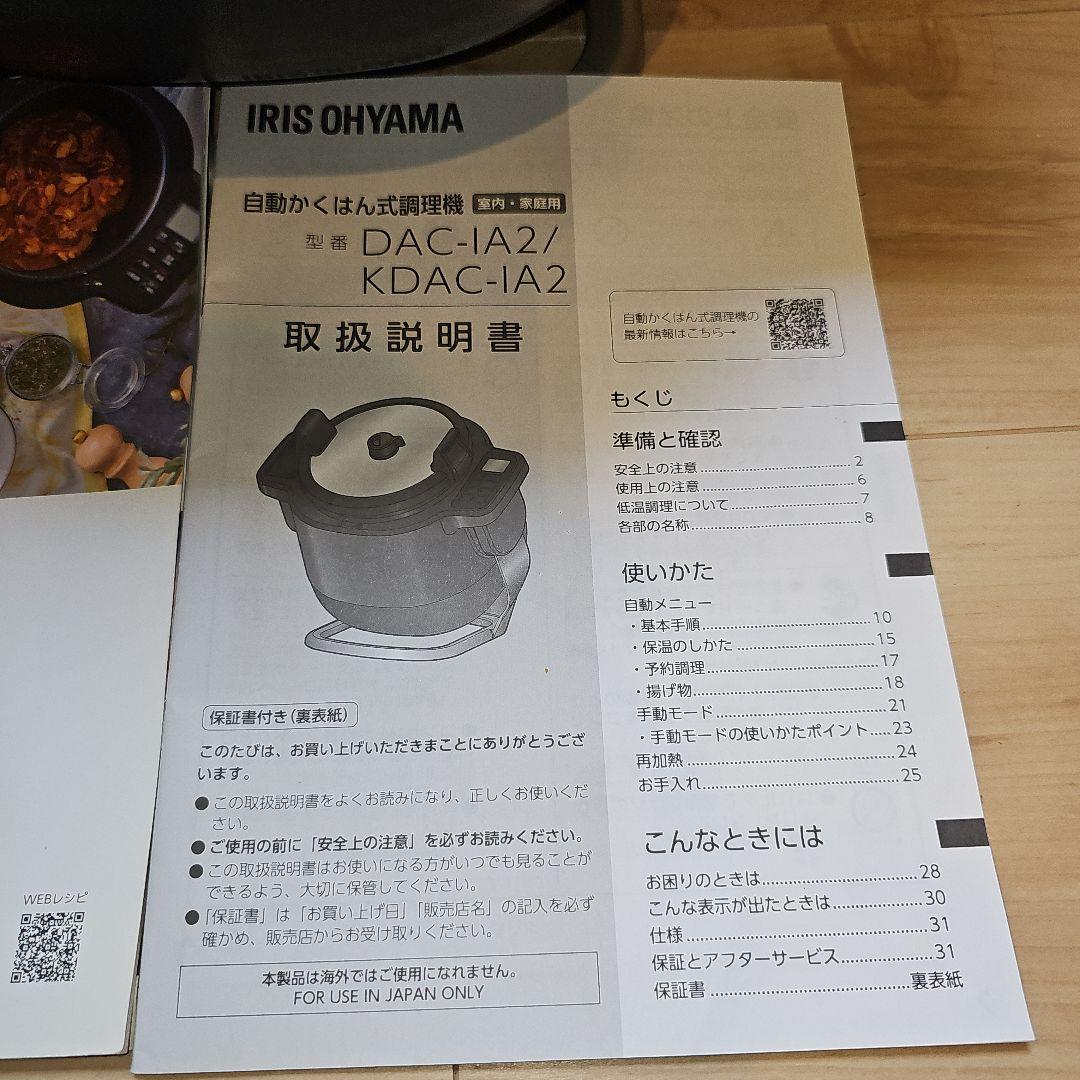 IRIS OHYAMA
自動かくはん式調理機 室内・家庭用
型番 DAC-IA2/
KDAC-IA2
取扱説明書
保証書付き(裏表紙)
このたびは、お買い上げいただきまことにありがとうござ
います。
●この取扱説明書をよくお読みになり、正しくお使いくだ
さい。
●ご使用の前に「安全上の注意」を必ずお読みください。
●この取扱説明書はお使いになる方がいつでも見ることが
できるよう、大切に保管してください。
●「保証書」は「お買い上げ日」「販売店名」の記入を必ず
確かめ、販売店からお受け取りください。
本製品は海外ではご使用になれません。
FOR USE IN JAPAN ONLY
自動かくはん式調理機の
最新情報はこちら→
もくじ
準備と確認
安全上の注意……………………2
使用上の注意……………………6
低温調理について………………7
各部の名称………………………8
使いかた
自動メニュー
・基本手順………………………10
・保温のしかた…………………15
・予約調理………………………17
・揚げ物…………………………18
手動モード………………………21
・手動モードの使いかたポイント……23
再加熱……………………………24
お手入れ…………………………25
こんなときには
お困りのときは…………………28
こんな表示が出たときは………30
仕様………………………………31
保証とアフターサービス………31
保証書……………………………裏表紙
WEBレシピ